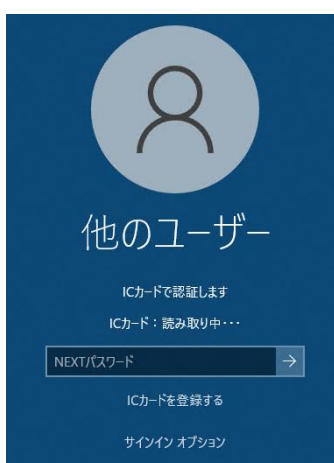 他のユーザー
ICカードで認証します
ICカード：読み取り中・・・
NEXTパスワード
ICカードを登録する
サインイン オプション